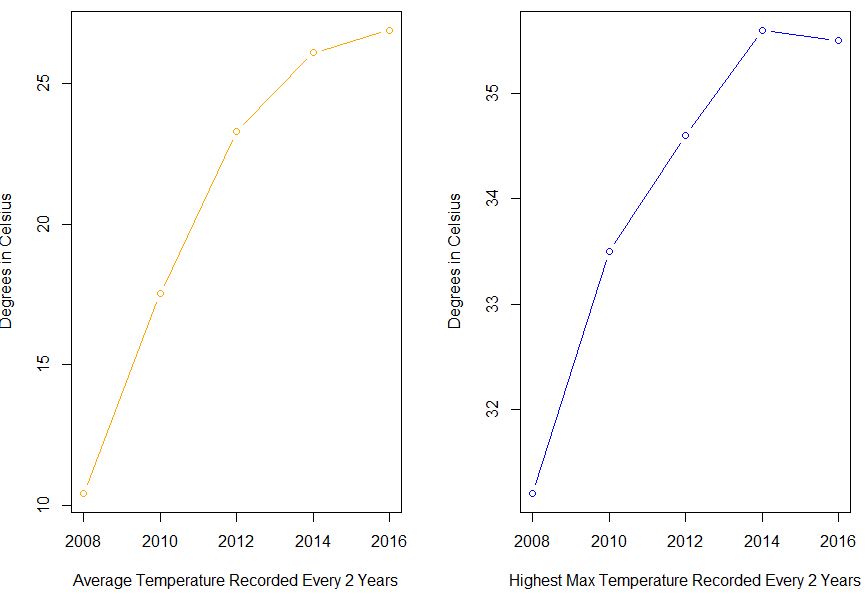 Degrees in Celsius
25
20
15
10
2008 2010 2012 2014 2016
Average Temperature Recorded Every 2 Years
Degrees in Celsius
35
34
33
32
2008 2010 2012 2014 2016
Highest Max Temperature Recorded Every 2 Years